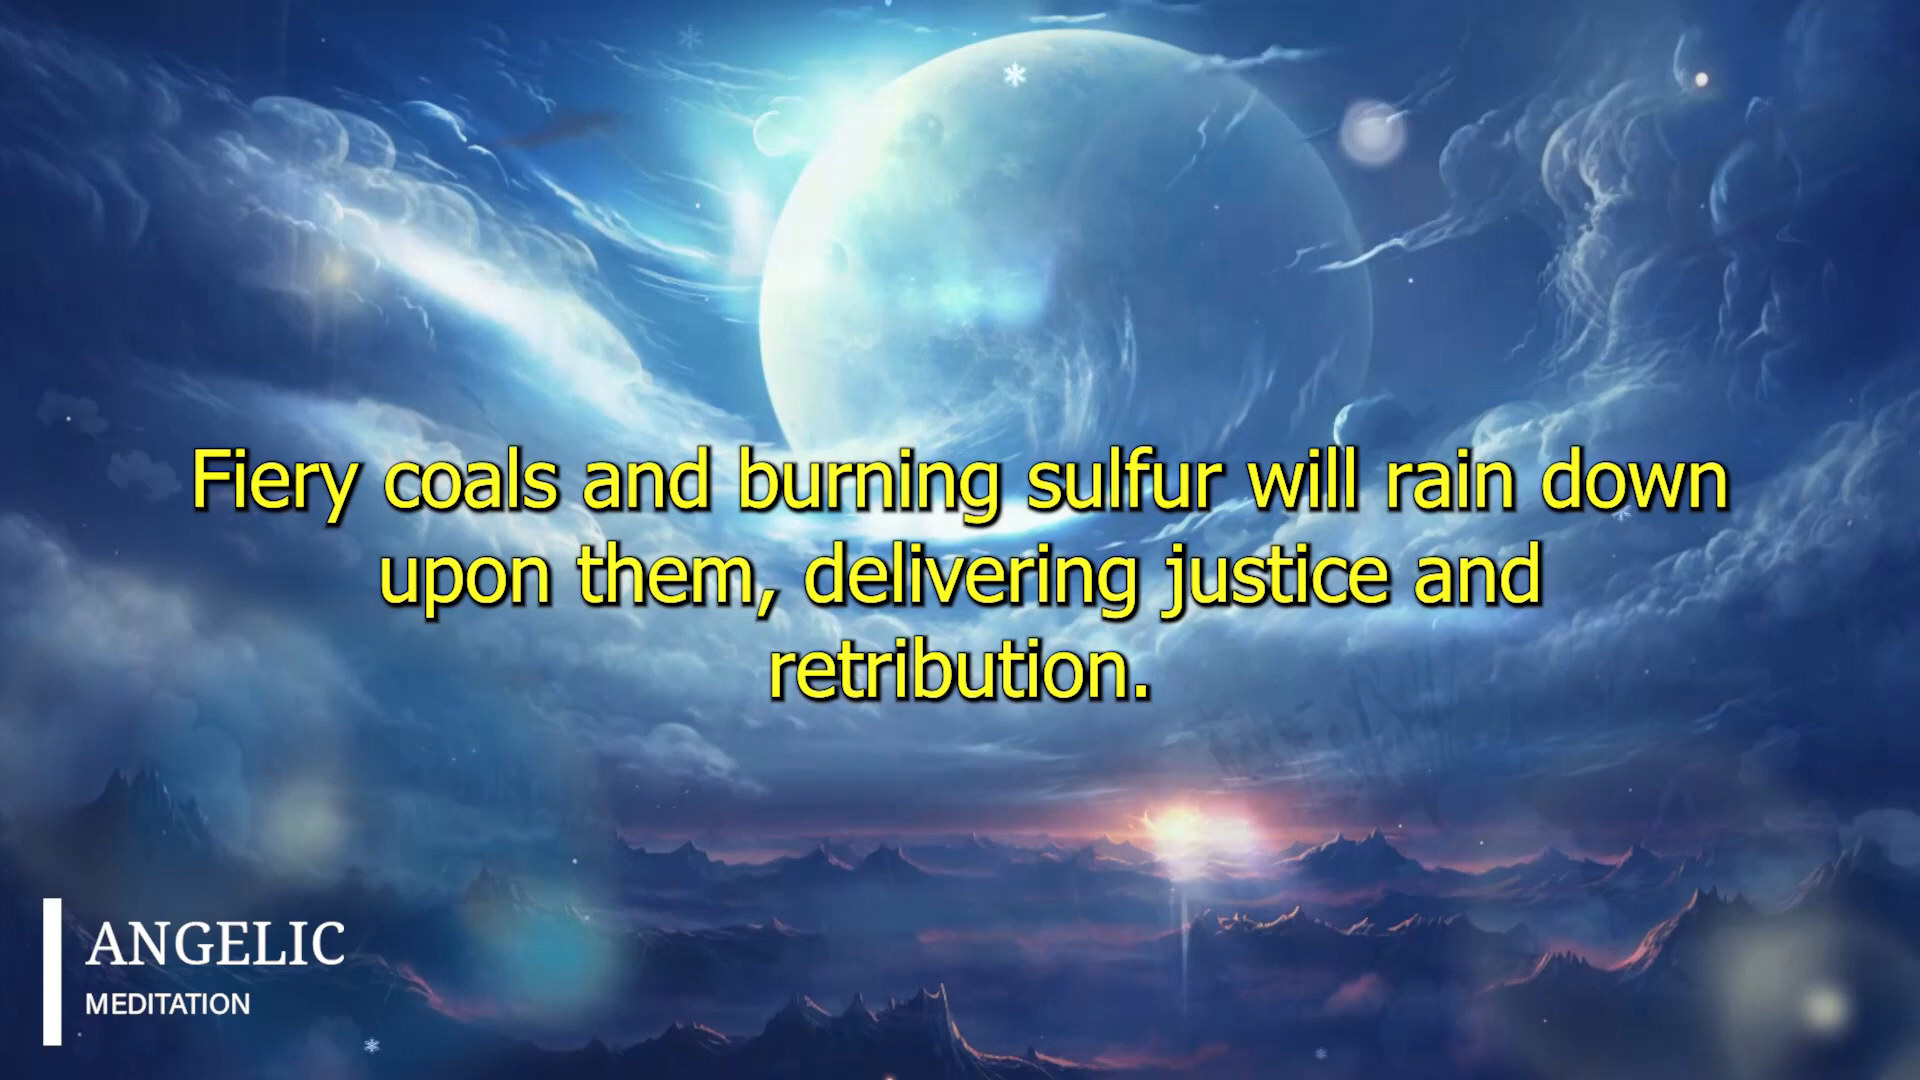 Fiery coals and burning sulfur will rain down
upon them, delivering justice and
retribution.
ANGELIC
MEDITATION